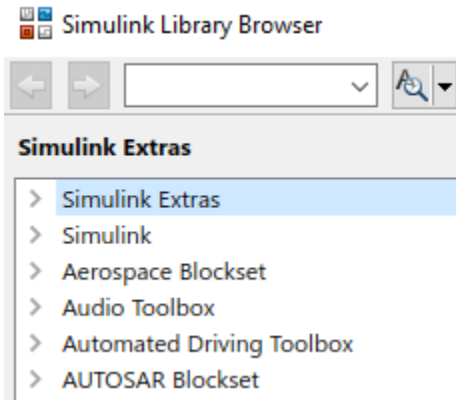 Simulink Library Browser
Simulink Extras
Simulink Extras
Simulink
Aerospace Blockset
Audio Toolbox
Automated Driving Toolbox
AUTOSAR Blockset